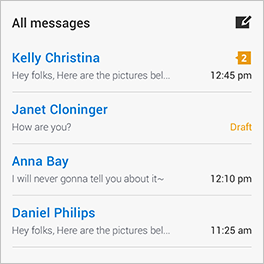 All messages
Kelly Christina 2
Hey folks, Here are the pictures bel... 12:45 pm
Janet Cloninger
How are you? Draft
Anna Bay
I will never gonna tell you about it~ 12:10 pm
Daniel Philips
Hey folks, Here are the pictures bel... 11:25 am